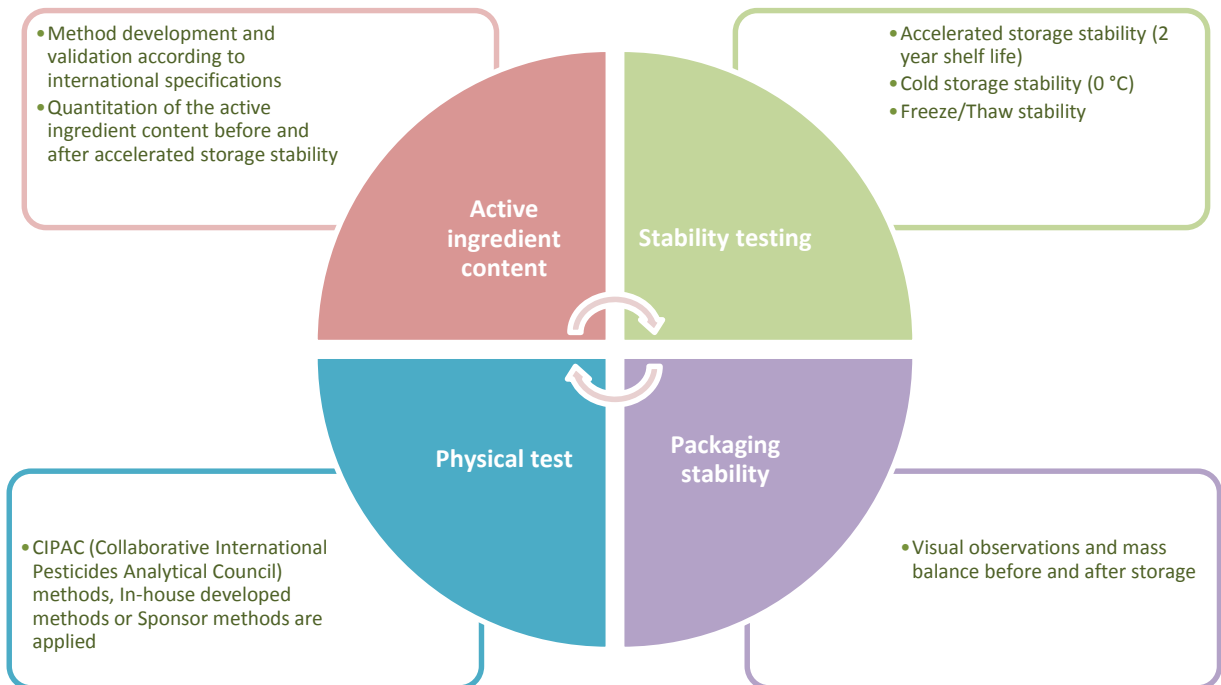 •Method development and
validation according to
international specifications
•Quantitation of the active
ingredient content before and
after accelerated storage stability
•Accelerated storage stability (2
year shelf life)
•Cold storage stability (0 °C)
•Freeze/Thaw stability
Active
ingredient
content
Stability testing
Physical test
Packaging
stability
•CIPAC (Collaborative International
Pesticides Analytical Council)
methods, In-house developed
methods or Sponsor methods are
applied
•Visual observations and mass
balance before and after storage